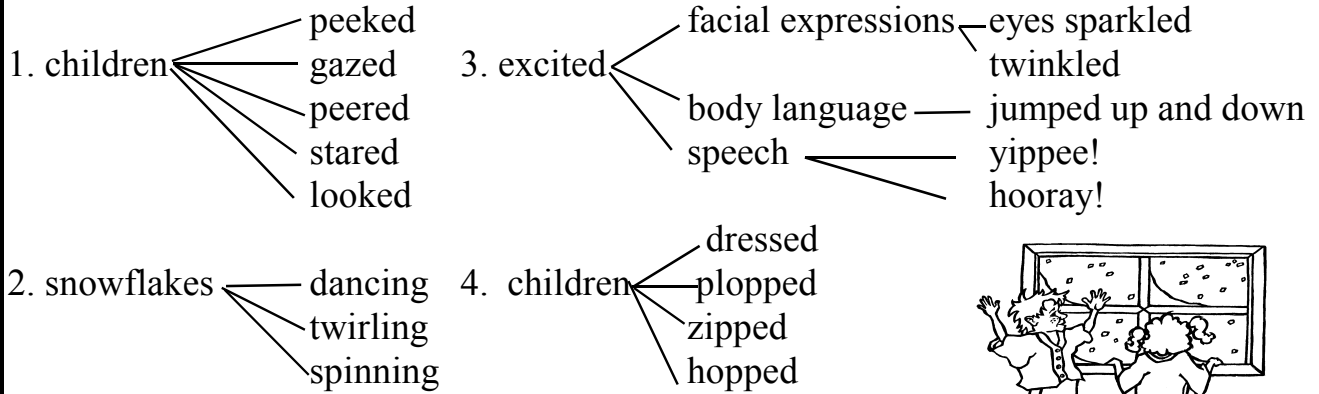 1. children
peeked
gazed
peered
stared
looked
2. snowflakes
dancing
twirling
spinning
3. excited
facial expressions
eyes sparkled
twinkled
body language
jumped up and down
speech
yippee!
hooray!
4. children
dressed
plopped
zipped
hopped